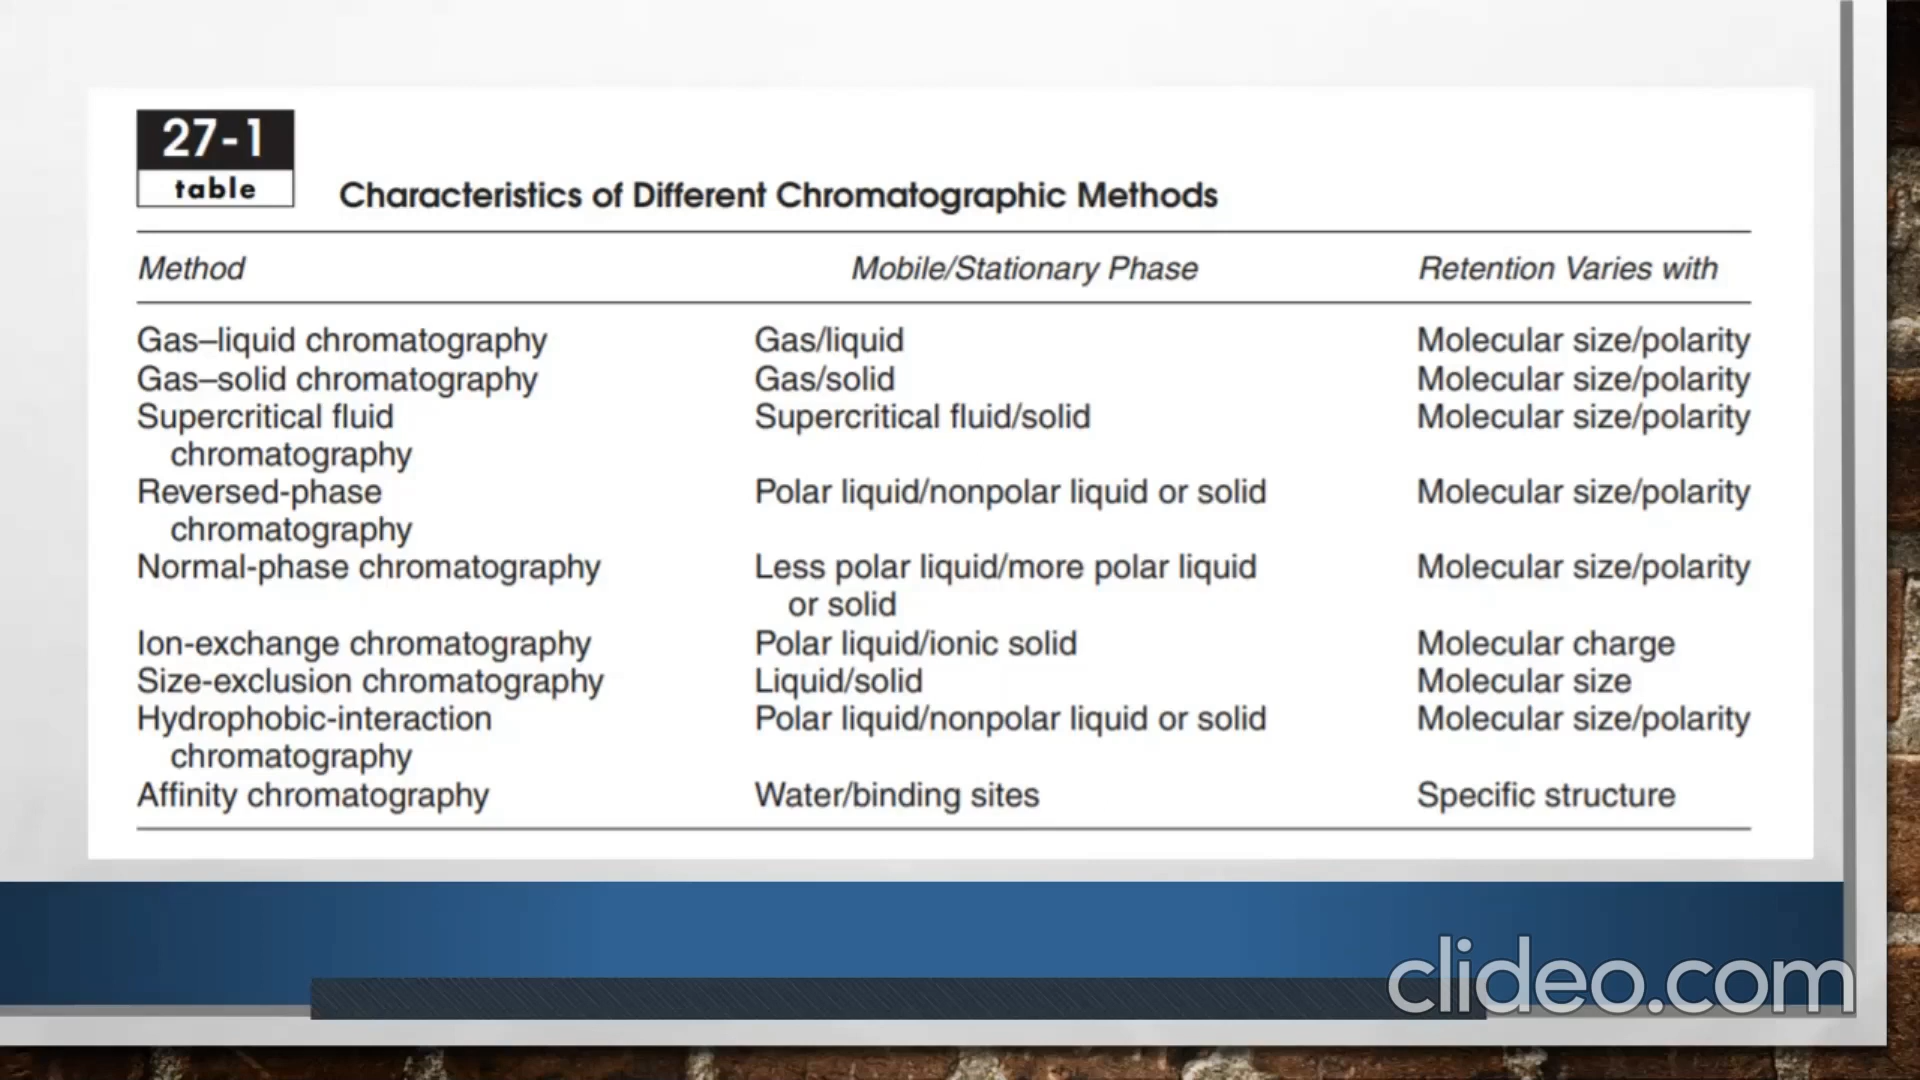 27-1
table
Characteristics of Different Chromatographic Methods
Method Mobile/Stationary Phase Retention Varies with
Gas–liquid chromatography Gas/liquid Molecular size/polarity
Gas–solid chromatography Gas/solid Molecular size/polarity
Supercritical fluid Supercritical fluid/solid Molecular size/polarity
chromatography
Reversed-phase Polar liquid/nonpolar liquid or solid Molecular size/polarity
chromatography
Normal-phase chromatography Less polar liquid/more polar liquid Molecular size/polarity
or solid
Ion-exchange chromatography Polar liquid/ionic solid Molecular charge
Size-exclusion chromatography Liquid/solid Molecular size
Hydrophobic-interaction Polar liquid/nonpolar liquid or solid Molecular size/polarity
chromatography
Affinity chromatography Water/binding sites Specific structure
clideo.com